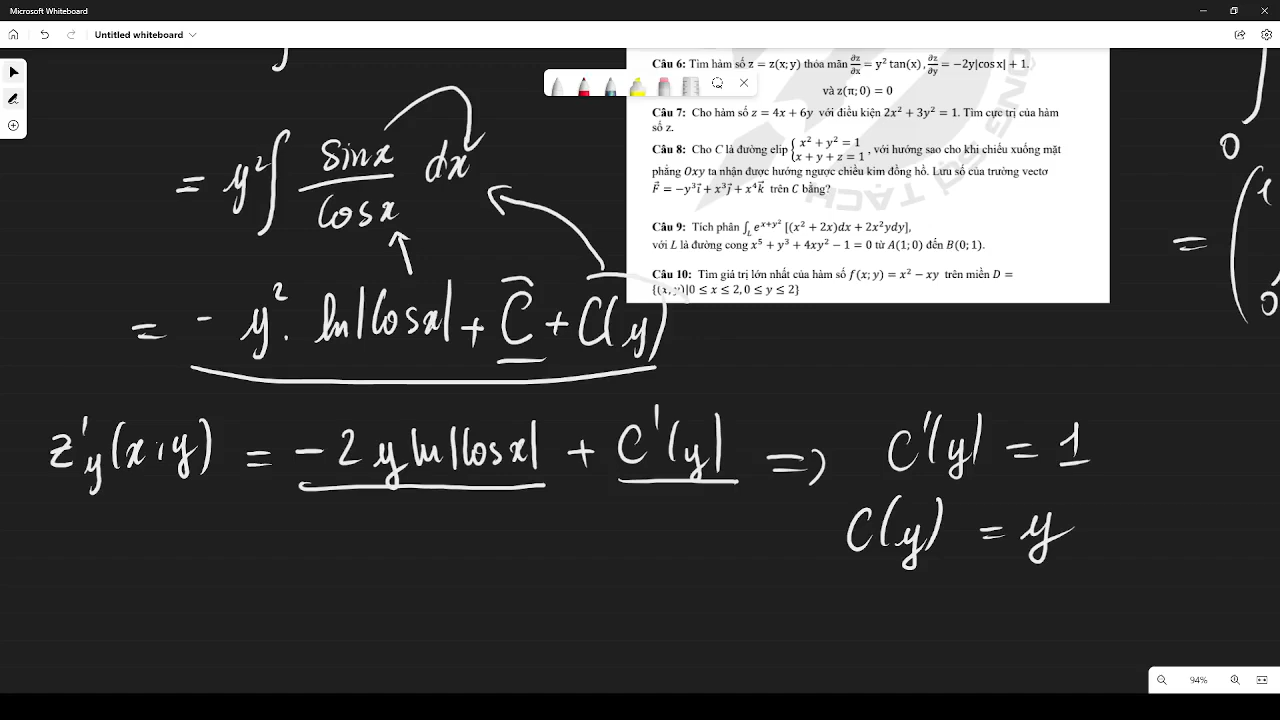 Microsoft Whiteboard
Untitled whiteboard
Câu 6: Tìm hàm số z = z(x; y) thỏa mãn ∂z/∂x = y² tan(x), ∂z/∂y = −2y|cosx| + 1.
và z(π; 0) = 0
Câu 7: Cho hàm số z = 4x + 6y với điều kiện 2x² + 3y² = 1. Tìm cực trị của hàm
số z.
Câu 8: Cho C là đường elip { x² + y² = 1
x + y + z = 1 , với hướng sao cho khi chiếu xuống mặt
phẳng Oxy ta nhận được hướng ngược chiều kim đồng hồ. Lưu số của trường vectơ
F⃗ = −y³i⃗ + x³j⃗ + x⁴k⃗ trên C bằng?
Câu 9: Tích phân ∫_L e^{x+y²} [(x² + 2x)dx + 2x²ydy],
với L là đường cong x⁵ + y³ + 4xy² − 1 = 0 từ A(1; 0) đến B(0; 1).
Câu 10: Tìm giá trị lớn nhất của hàm số f(x; y) = x² − xy trên miền D =
{(x, y)|0 ≤ x ≤ 2, 0 ≤ y ≤ 2}
= y² ∫ sinx/cosx dx
= - y². ln|cosx| + C + C(y)
z'y(x,y) = -2y ln|cosx| + C'(y) => C'(y) = 1
C(y) = y
0
=
94%